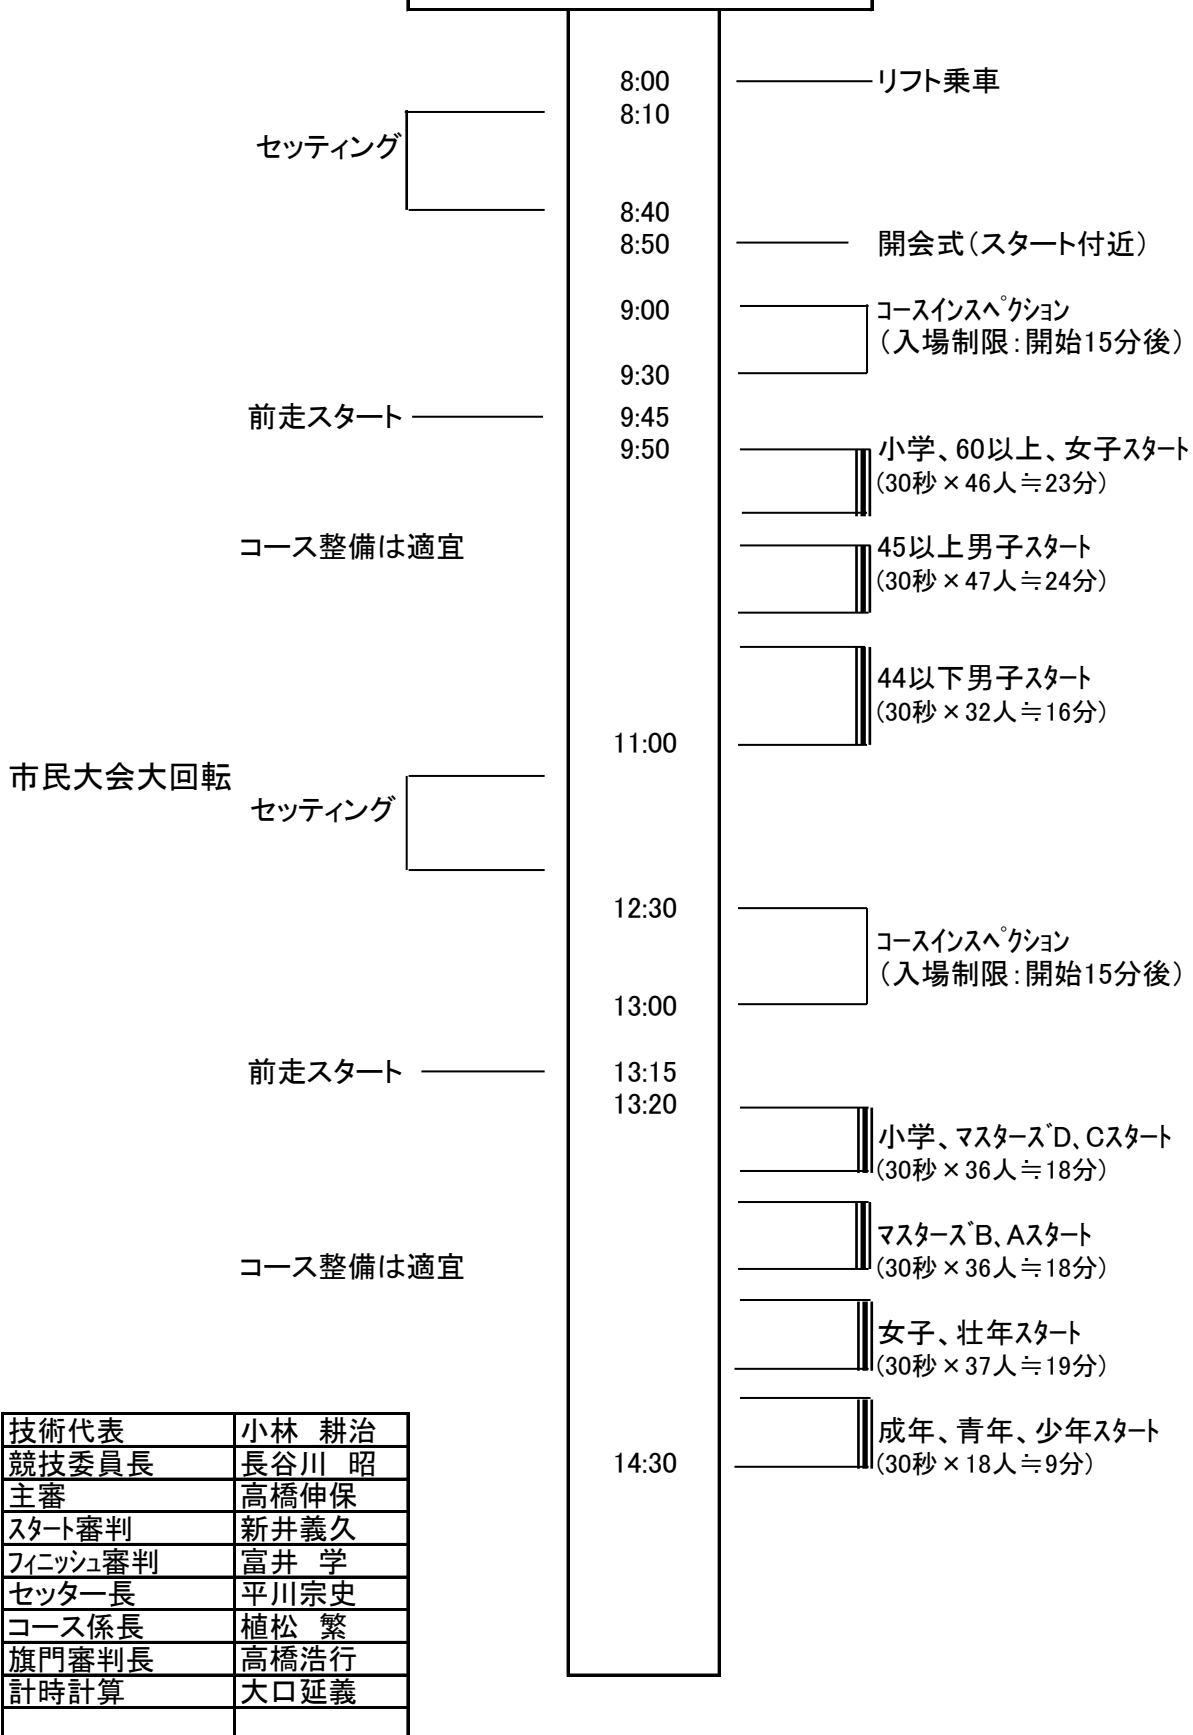 8:00 リフト乗車
8:10
セッティング
8:40
8:50 開会式(スタート付近)
9:00 ｺｰｽｲﾝｽﾍﾟｸｼｮﾝ
(入場制限:開始15分後)
9:30
前走スタート 9:45
9:50 小学、60以上、女子ｽﾀｰﾄ
(30秒×46人≒23分)
コース整備は適宜 45以上男子ｽﾀｰﾄ
(30秒×47人≒24分)
44以下男子ｽﾀｰﾄ
(30秒×32人≒16分)
11:00
市民大会大回転
セッティング
12:30
ｺｰｽｲﾝｽﾍﾟｸｼｮﾝ
(入場制限:開始15分後)
13:00
前走スタート 13:15
13:20
小学、ﾏｽﾀｰｽﾞD、Cｽﾀｰﾄ
(30秒×36人≒18分)
ﾏｽﾀｰｽﾞB、Aｽﾀｰﾄ
コース整備は適宜 (30秒×36人≒18分)
女子、壮年ｽﾀｰﾄ
(30秒×37人≒19分)
成年、青年、少年ｽﾀｰﾄ
14:30 (30秒×18人≒9分)
技術代表 小林 耕治
競技委員長 長谷川 昭
主審 高橋伸保
ｽﾀｰﾄ審判 新井義久
ﾌｨﾆｯｼｭ審判 富井 学
セッター長 平川宗史
コース係長 植松 繁
旗門審判長 高橋浩行
計時計算 大口延義